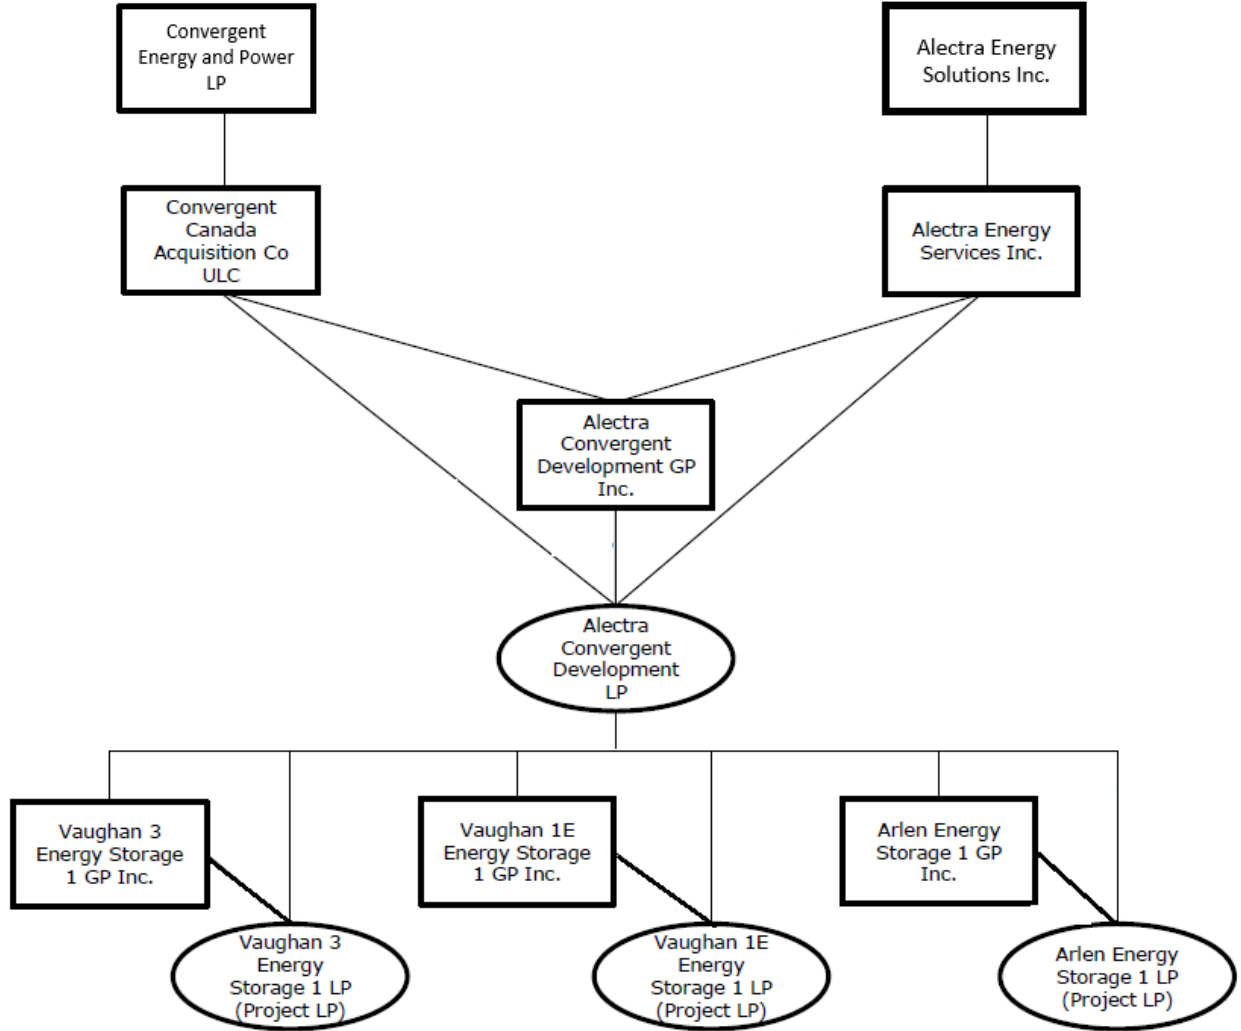 Convergent
Energy and Power
LP
Alectra Energy
Solutions Inc.
Convergent
Canada
Acquisition Co
ULC
Alectra Energy
Services Inc.
Alectra
Convergent
Development GP
Inc.
Alectra
Convergent
Development
LP
Vaughan 3
Energy Storage
1 GP Inc.
Vaughan 1E
Energy Storage
1 GP Inc.
Arlen Energy
Storage 1 GP
Inc.
Vaughan 3
Energy
Storage 1 LP
(Project LP)
Vaughan 1E
Energy
Storage 1 LP
(Project LP)
Arlen Energy
Storage 1 LP
(Project LP)